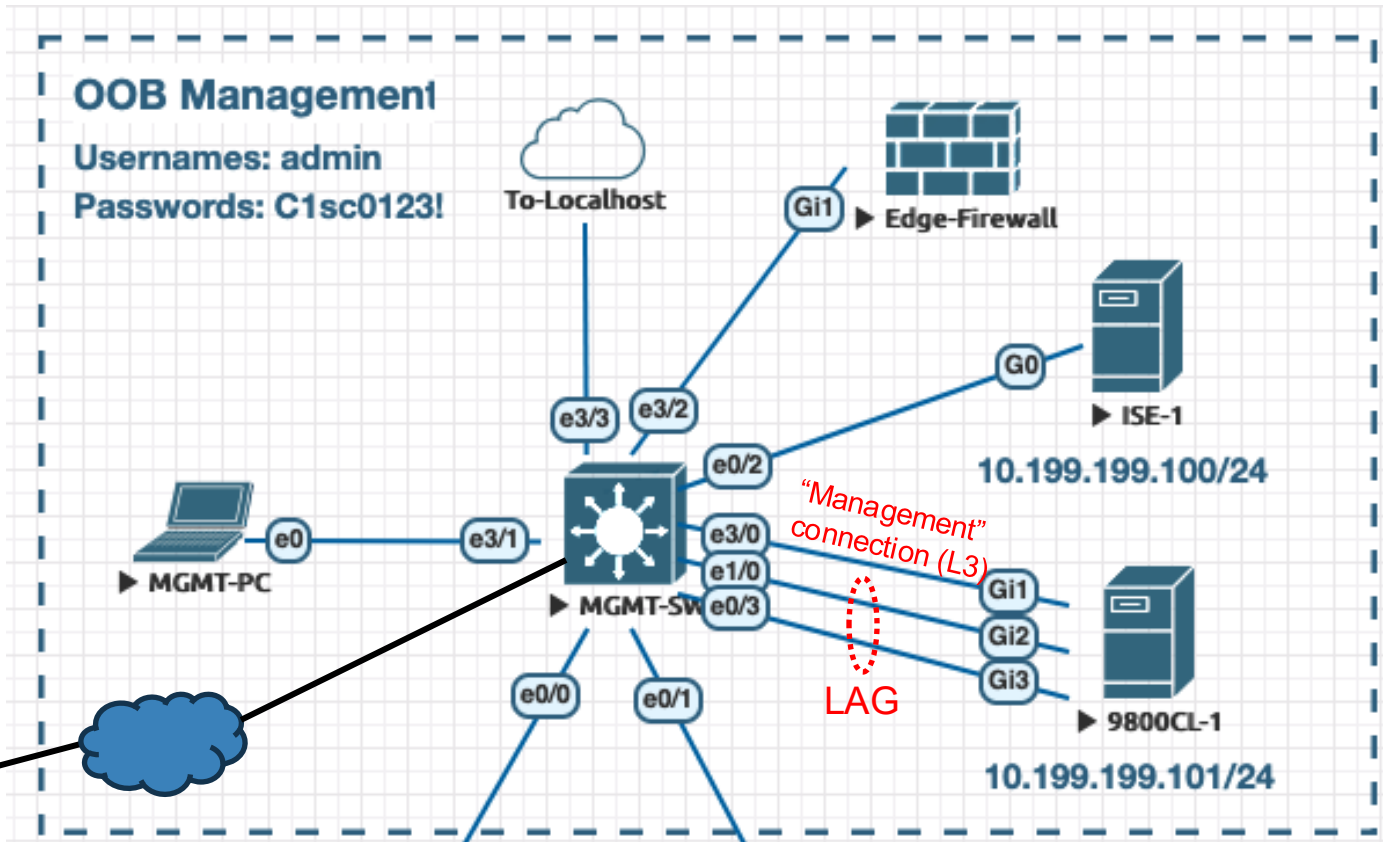 OOB Management
Usernames: admin
Passwords: C1sc0123!
To-Localhost
Gi1
Edge-Firewall
G0
ISE-1
10.199.199.100/24
e3/3
e3/2
e0/2
"Management"
connection (L3)
e0
e3/1
e3/0
e1/0
e0/3
MGMT-PC
MGMT-SW
Gi1
Gi2
Gi3
LAG
e0/0
e0/1
9800CL-1
10.199.199.101/24